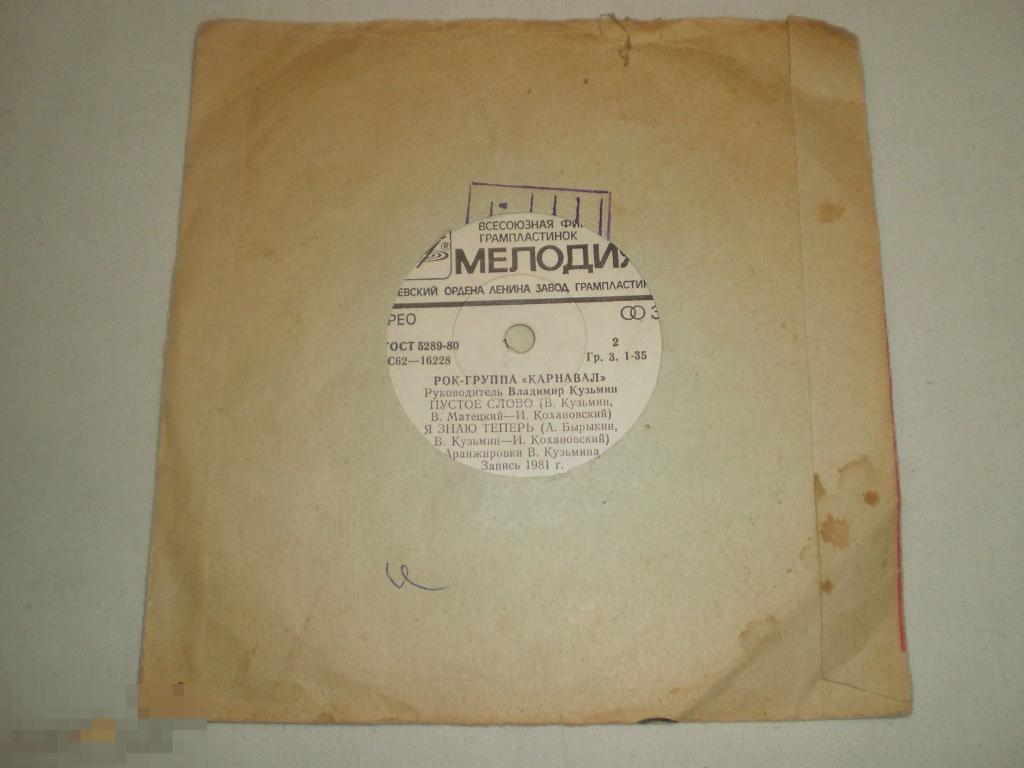 ВСЕСОЮЗНАЯ ФИ
ГРАМПЛАСТИНОК
®
МЕЛОДИЯ
ЕВСКИЙ ОРДЕНА ЛЕНИНА ЗАВОД ГРАМПЛАСТИН
РЕО
З
ГОСТ 5289-80
2
С62—16228
Гр. 3. 1-35
РОК-ГРУППА «КАРНАВАЛ»
Руководитель Владимир Кузьмин
ПУСТОЕ СЛОВО (В. Кузьмин,
В. Матецкий—И. Кохановский)
Я ЗНАЮ ТЕПЕРЬ (А. Бырыкин,
В. Кузьмин—И. Кохановский)
Аранжировки В. Кузьмина
Запись 1981 г.